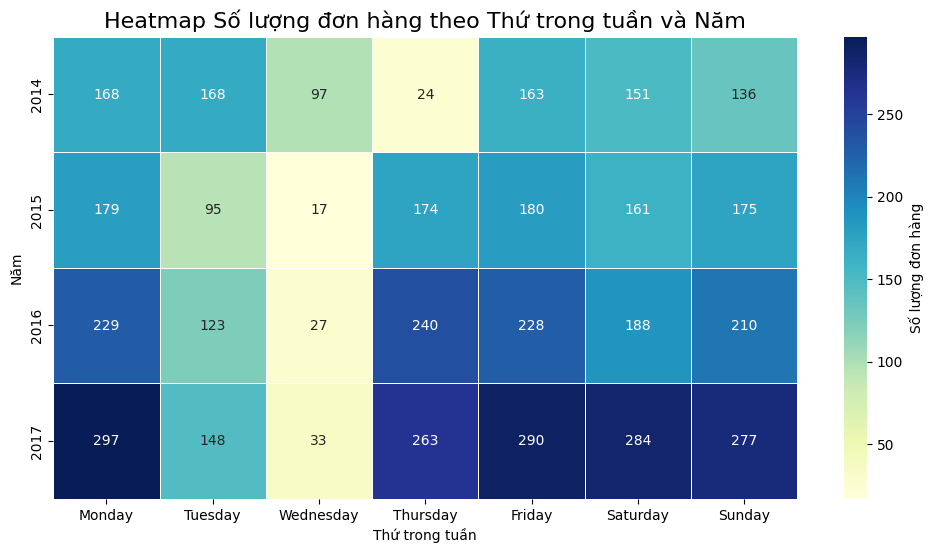 Heatmap Số lượng đơn hàng theo Thứ trong tuần và Năm
2014
168 168 97 24 163 151 136
2015
179 95 17 174 180 161 175
2016
229 123 27 240 228 188 210
2017
297 148 33 263 290 284 277
Năm
Monday Tuesday Wednesday Thursday Friday Saturday Sunday
Thứ trong tuần
250
200
150
100
50
Số lượng đơn hàng